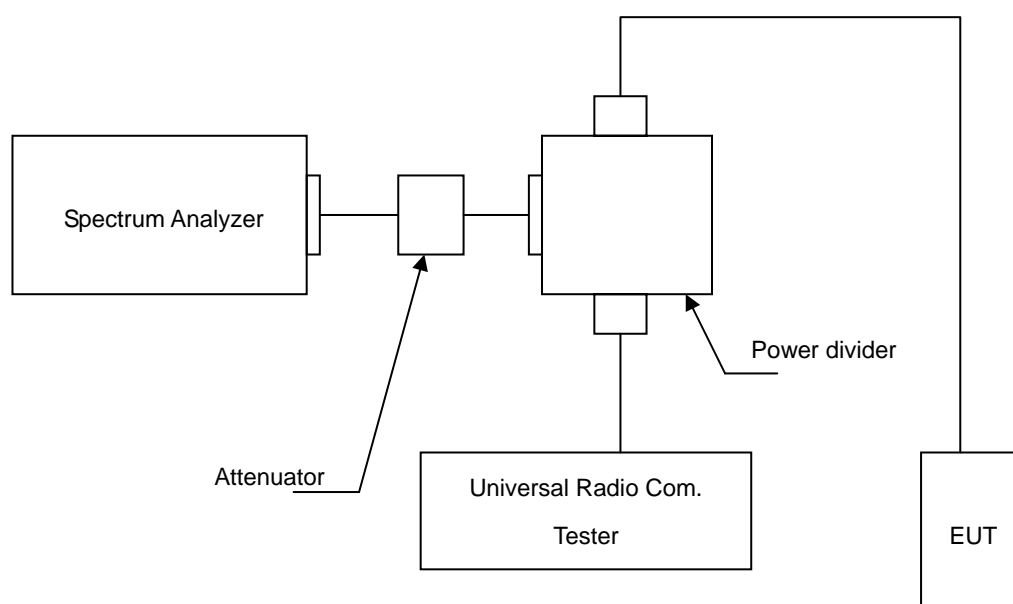 Spectrum Analyzer
Power divider
Attenuator
Universal Radio Com.
Tester
EUT